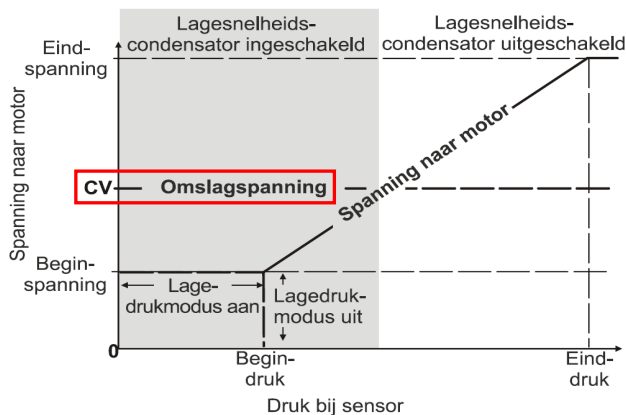 Lagesnelheids-
condensator ingeschakeld
Lagesnelheids-
condensator uitgeschakeld
Eind-
spanning
Spanning naar motor
CV
Omslagspanning
Spanning naar motor
Begin-
spanning
Lage-
drukmodus aan
Lagedruk-
modus uit
0
Begin-
druk
Eind-
druk
Druk bij sensor